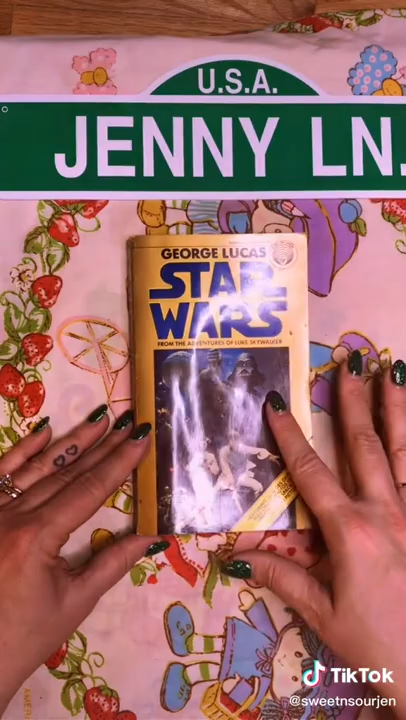 U.S.A.
JENNY LN.
GEORGE LUCAS
STAR
WARS
FROM THE ADVENTURES OF LUKE SKYWALKER
TikTok
@sweetnsourjen